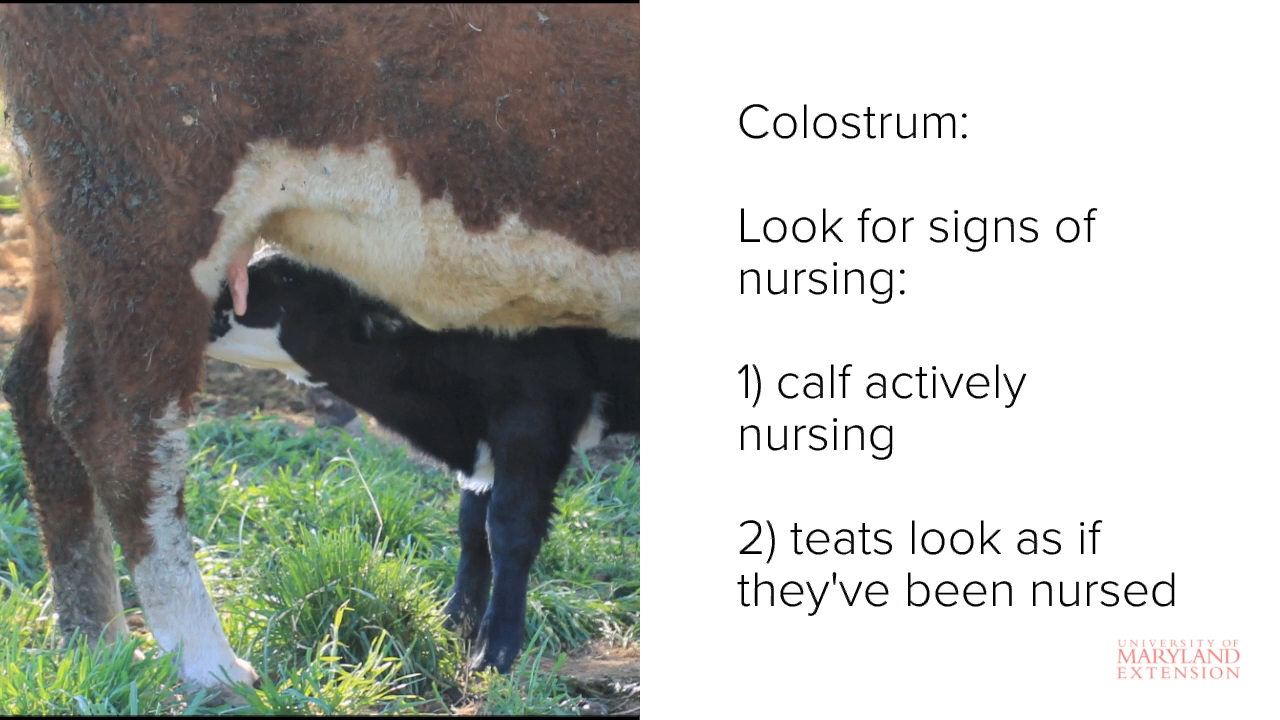 Colostrum:
Look for signs of
nursing:
1) calf actively
nursing
2) teats look as if
they've been nursed
UNIVERSITY OF
MARYLAND
EXTENSION